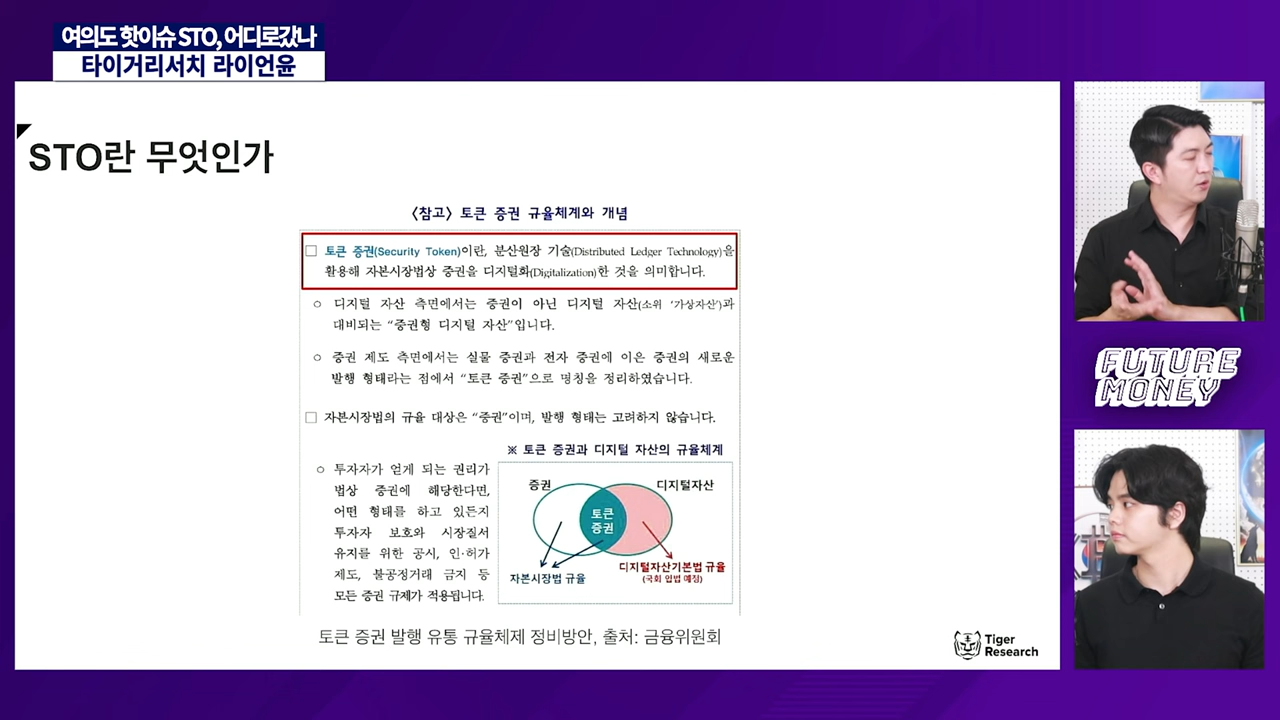 여의도 핫이슈 STO, 어디로갔나
타이거리서치 라이언윤
STO란 무엇인가
〈참고〉 토큰 증권 규율체계와 개념
□ 토큰 증권(Security Token)이란, 분산원장 기술(Distributed Ledger Technology)을
활용해 자본시장법상 증권을 디지털화(Digitalization)한 것을 의미합니다.
○ 디지털 자산 측면에서는 증권이 아닌 디지털 자산(소위 '가상자산')과
대비되는 “증권형 디지털 자산”입니다.
○ 증권 제도 측면에서는 실물 증권과 전자 증권에 이은 증권의 새로운
발행 형태라는 점에서 “토큰 증권”으로 명칭을 정리하였습니다.
□ 자본시장법의 규율 대상은 “증권”이며, 발행 형태는 고려하지 않습니다.
○ 투자자가 얻게 되는 권리가
법상 증권에 해당한다면,
어떤 형태를 하고 있든지
투자자 보호와 시장질서
유지를 위한 공시, 인·허가
제도, 불공정거래 금지 등
모든 증권 규제가 적용됩니다.
※ 토큰 증권과 디지털 자산의 규율체계
증권
디지털자산
토큰
증권
자본시장법 규율
디지털자산기본법 규율
(국회 입법 예정)
토큰 증권 발행 유통 규율체제 정비방안, 출처: 금융위원회
Tiger
Research
FUTURE
MONEY